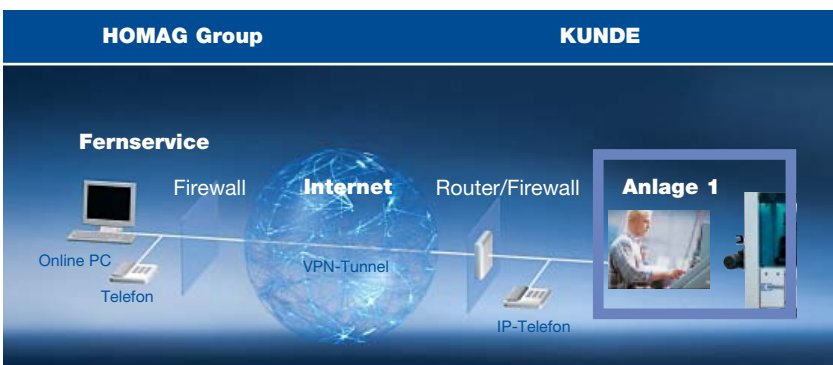 HOMAG Group
KUNDE
Fernservice
Firewall
Internet
Router/Firewall
Anlage 1
Online PC
VPN-Tunnel
Telefon
IP-Telefon